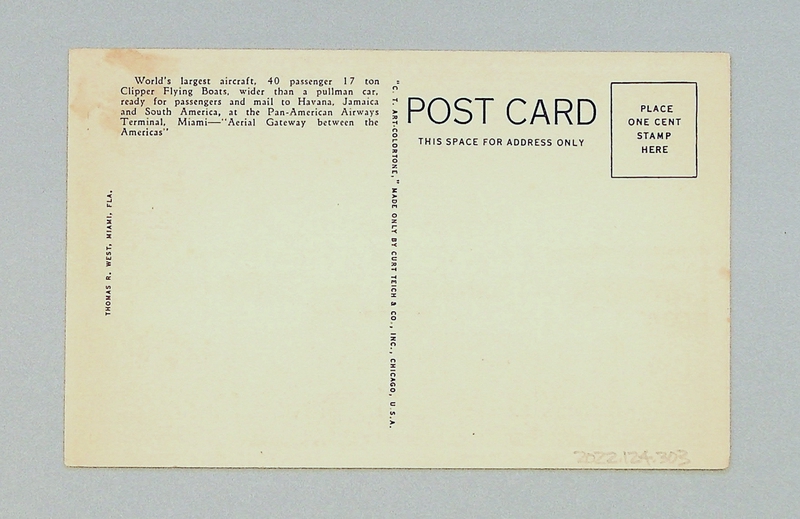 World's largest aircraft, 40 passenger 17 ton
Clipper Flying Boats, wider than a pullman car,
ready for passengers and mail to Havana, Jamaica
and South America, at the Pan-American Airways
Terminal, Miami—"Aerial Gateway between the
Americas"
THOMAS R. WEST, MIAMI, FLA.
"C. T. ART-COLORTONE," MADE ONLY BY CURT TEICH & CO., INC., CHICAGO, U.S.A.
POST CARD
THIS SPACE FOR ADDRESS ONLY
PLACE
ONE CENT
STAMP
HERE
2022.124.303